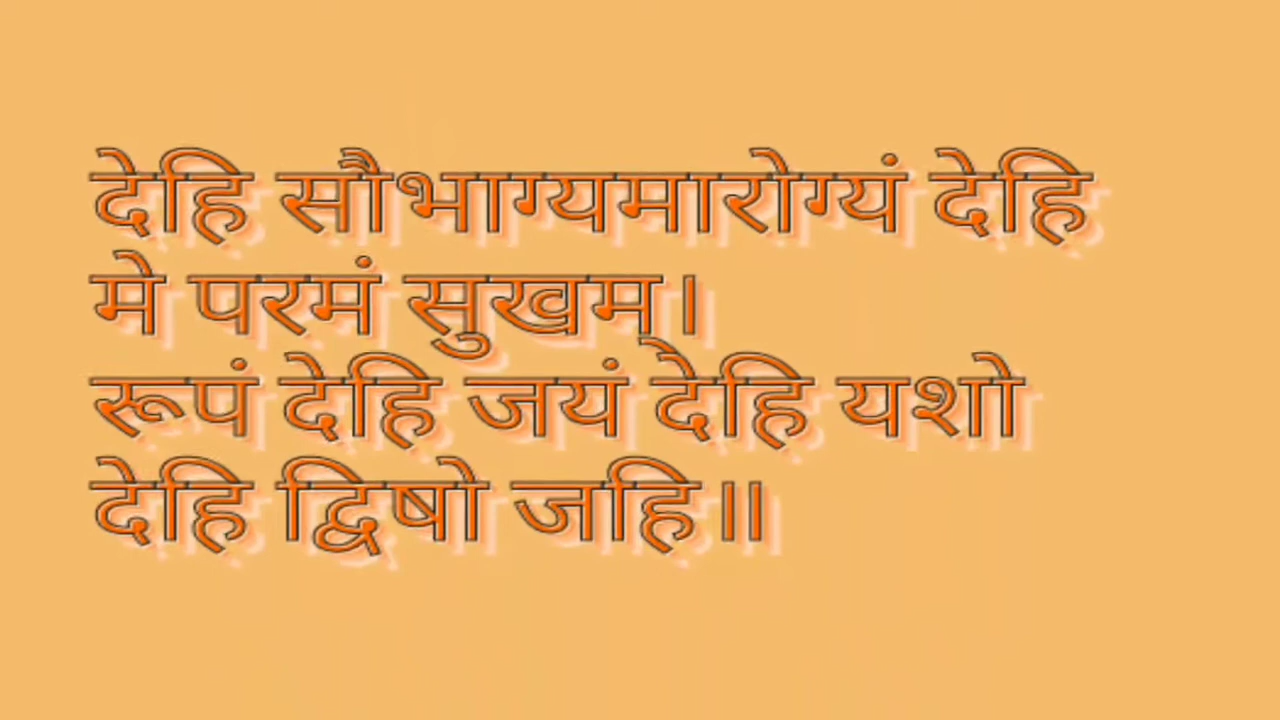 देहि सौभाग्यमारोग्यं देहि
मे परमं सुखम्।
रूपं देहि जयं देहि यशो
देहि द्विषो जहि॥